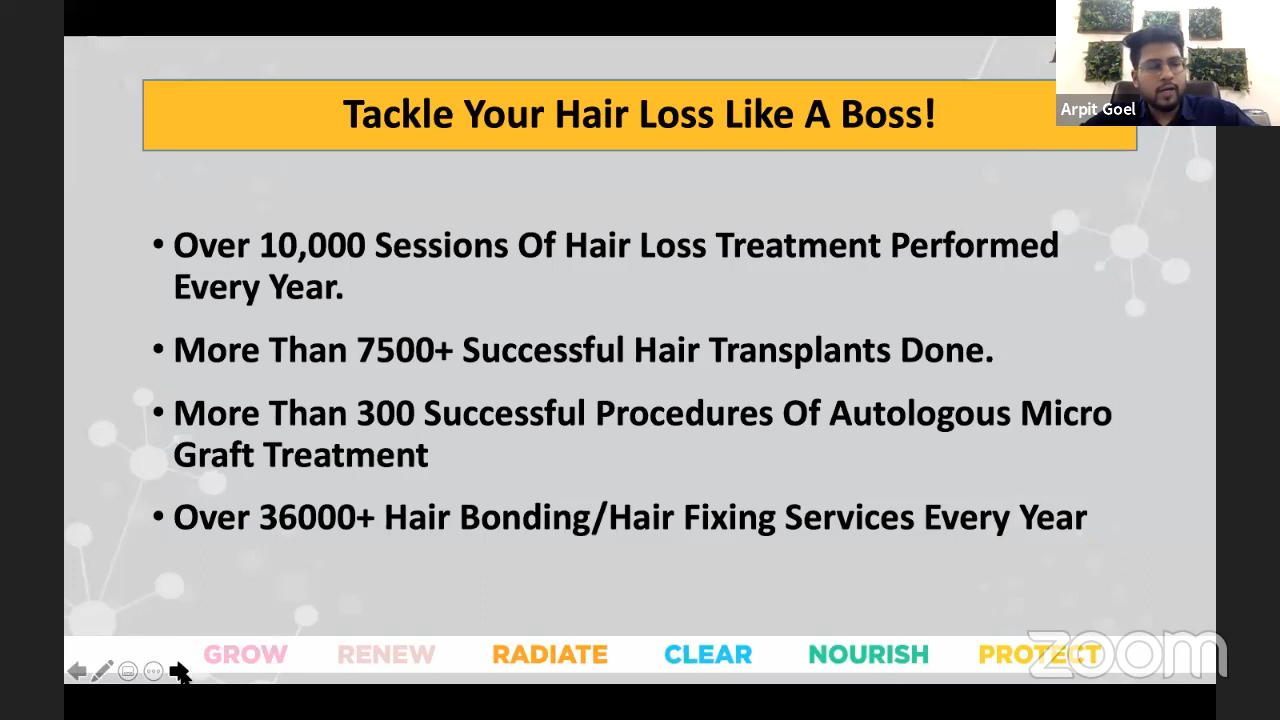 Tackle Your Hair Loss Like A Boss!
Arpit Goel
• Over 10,000 Sessions Of Hair Loss Treatment Performed
Every Year.
• More Than 7500+ Successful Hair Transplants Done.
• More Than 300 Successful Procedures Of Autologous Micro
Graft Treatment
• Over 36000+ Hair Bonding/Hair Fixing Services Every Year
GROW RENEW RADIATE CLEAR NOURISH PROTECT
zoom